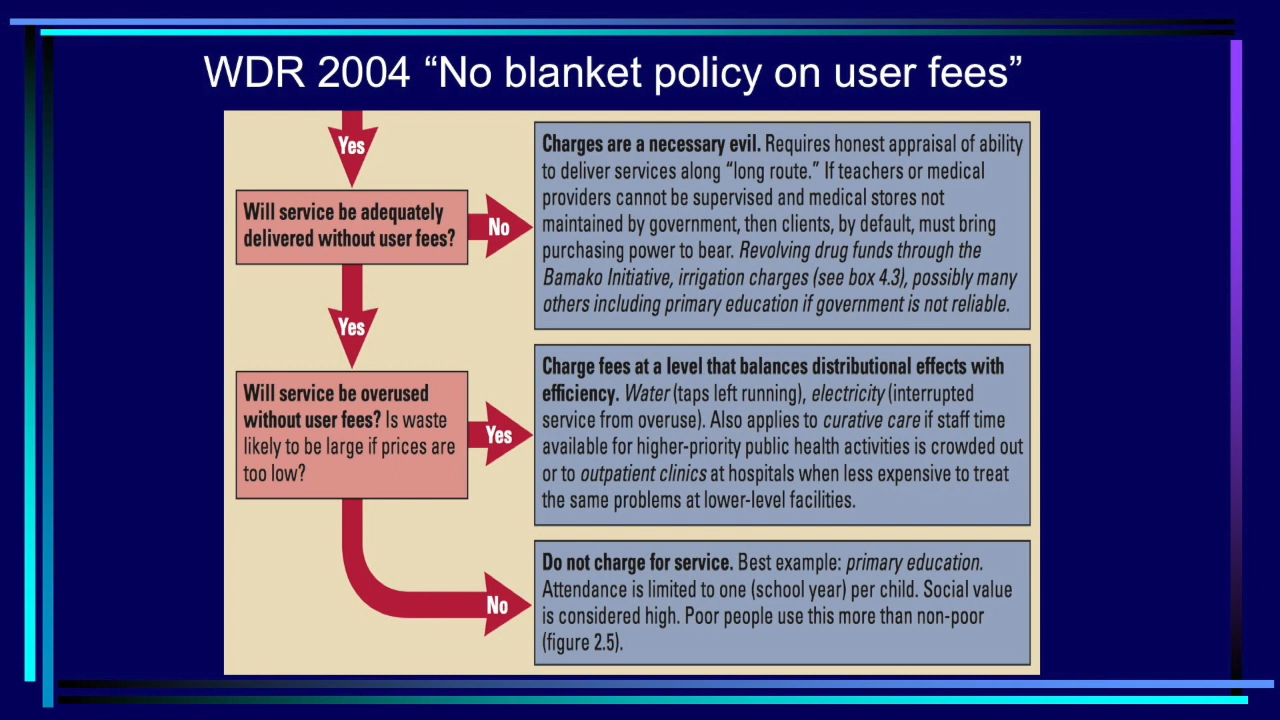 WDR 2004 “No blanket policy on user fees”
Yes
Will service be adequately
delivered without user fees?
No
Charges are a necessary evil. Requires honest appraisal of ability
to deliver services along “long route.” If teachers or medical
providers cannot be supervised and medical stores not
maintained by government, then clients, by default, must bring
purchasing power to bear. Revolving drug funds through the
Bamako Initiative, irrigation charges (see box 4.3), possibly many
others including primary education if government is not reliable.
Yes
Will service be overused
without user fees? Is waste
likely to be large if prices are
too low?
Yes
Charge fees at a level that balances distributional effects with
efficiency. Water (taps left running), electricity (interrupted
service from overuse). Also applies to curative care if staff time
available for higher-priority public health activities is crowded out
or to outpatient clinics at hospitals when less expensive to treat
the same problems at lower-level facilities.
No
Do not charge for service. Best example: primary education.
Attendance is limited to one (school year) per child. Social value
is considered high. Poor people use this more than non-poor
(figure 2.5).